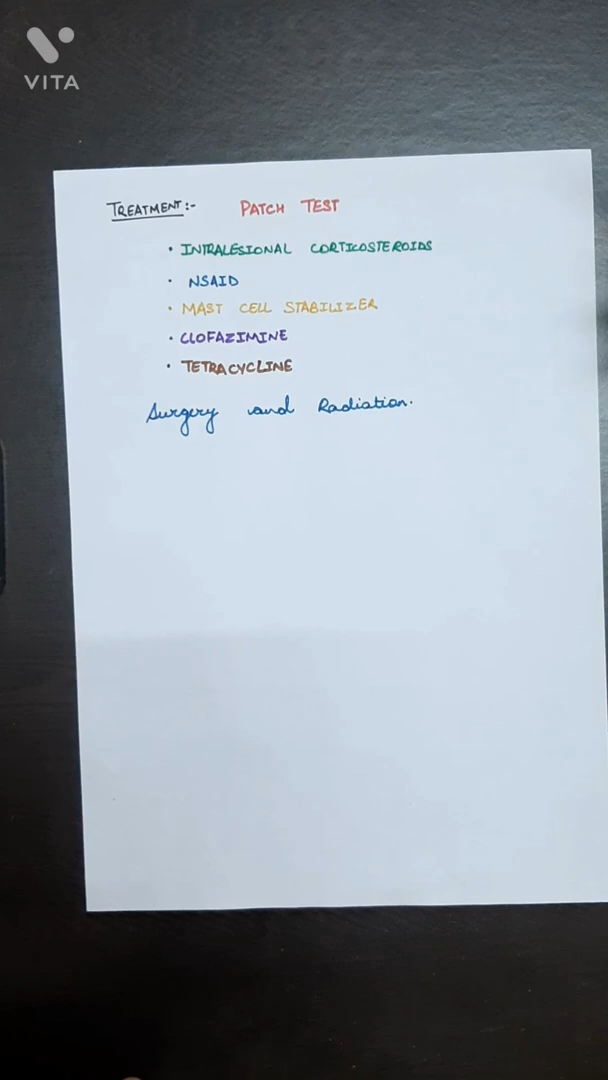 VITA
TREATMENT:- PATCH TEST
• INTRALESIONAL CORTICOSTEROIDS
• NSAID
• MAST CELL STABILIZER
• CLOFAZIMINE
• TETRACYCLINE
Surgery and Radiation.